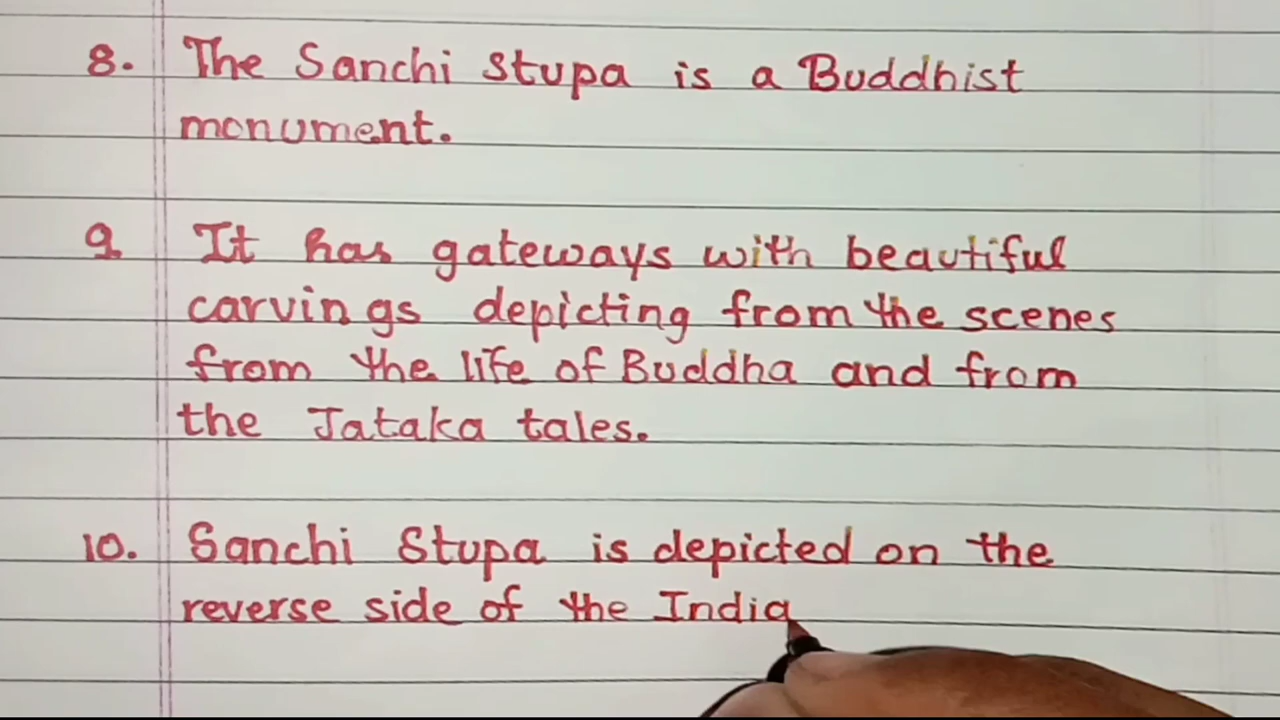 8. The Sanchi Stupa is a Buddhist
monument.
9 It has gateways with beautiful
carvings depicting from the scenes
from the life of Buddha and from
the Jataka tales.
10. Sanchi Stupa is depicted on the
reverse side of the India